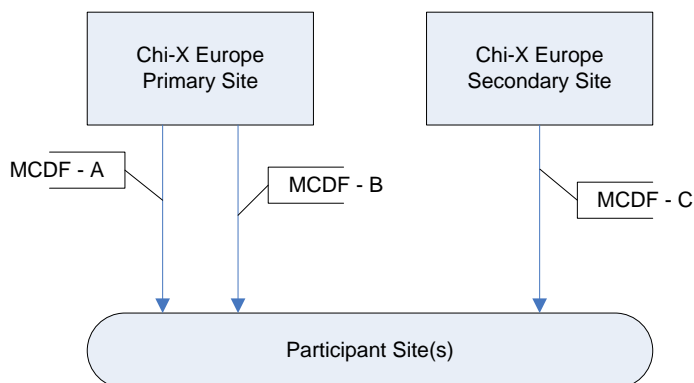 Chi-X Europe
Primary Site
Chi-X Europe
Secondary Site
MCDF - A
MCDF - B
MCDF - C
Participant Site(s)